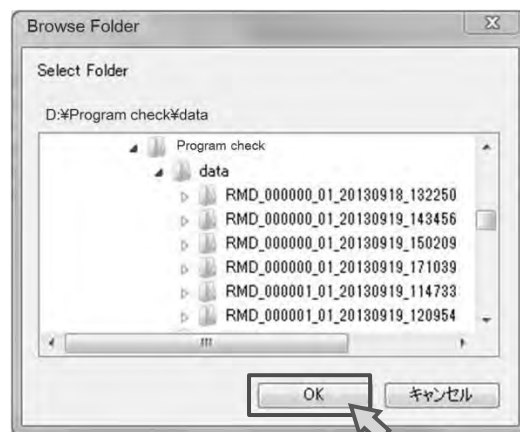 Browse Folder
Select Folder
D:¥Program check¥data
Program check
data
RMD_000000_01_20130918_132250
RMD_000000_01_20130919_143456
RMD_000000_01_20130919_150209
RMD_000000_01_20130919_171039
RMD_000001_01_20130919_114733
RMD_000001_01_20130919_120954
OK キャンセル